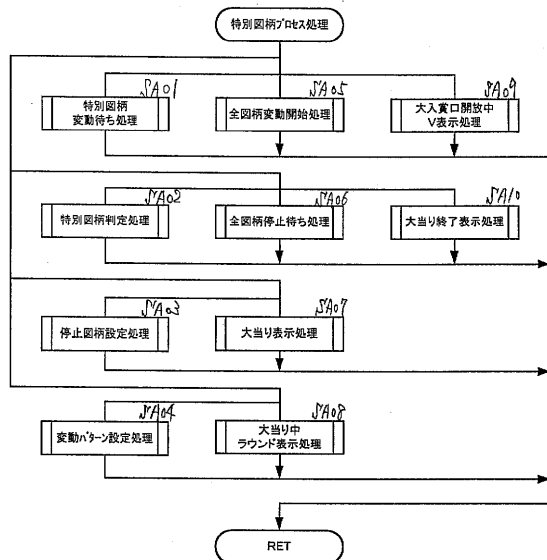 特別図柄プロセス処理
SA01
特別図柄
変動待ち処理
SA05
全図柄変動開始処理
SA09
大入賞口開放中
V表示処理
SA02
特別図柄判定処理
SA06
全図柄停止待ち処理
SA10
大当り終了表示処理
SA03
停止図柄設定処理
SA07
大当り表示処理
SA04
変動パターン設定処理
SA08
大当り中
ラウンド表示処理
RET